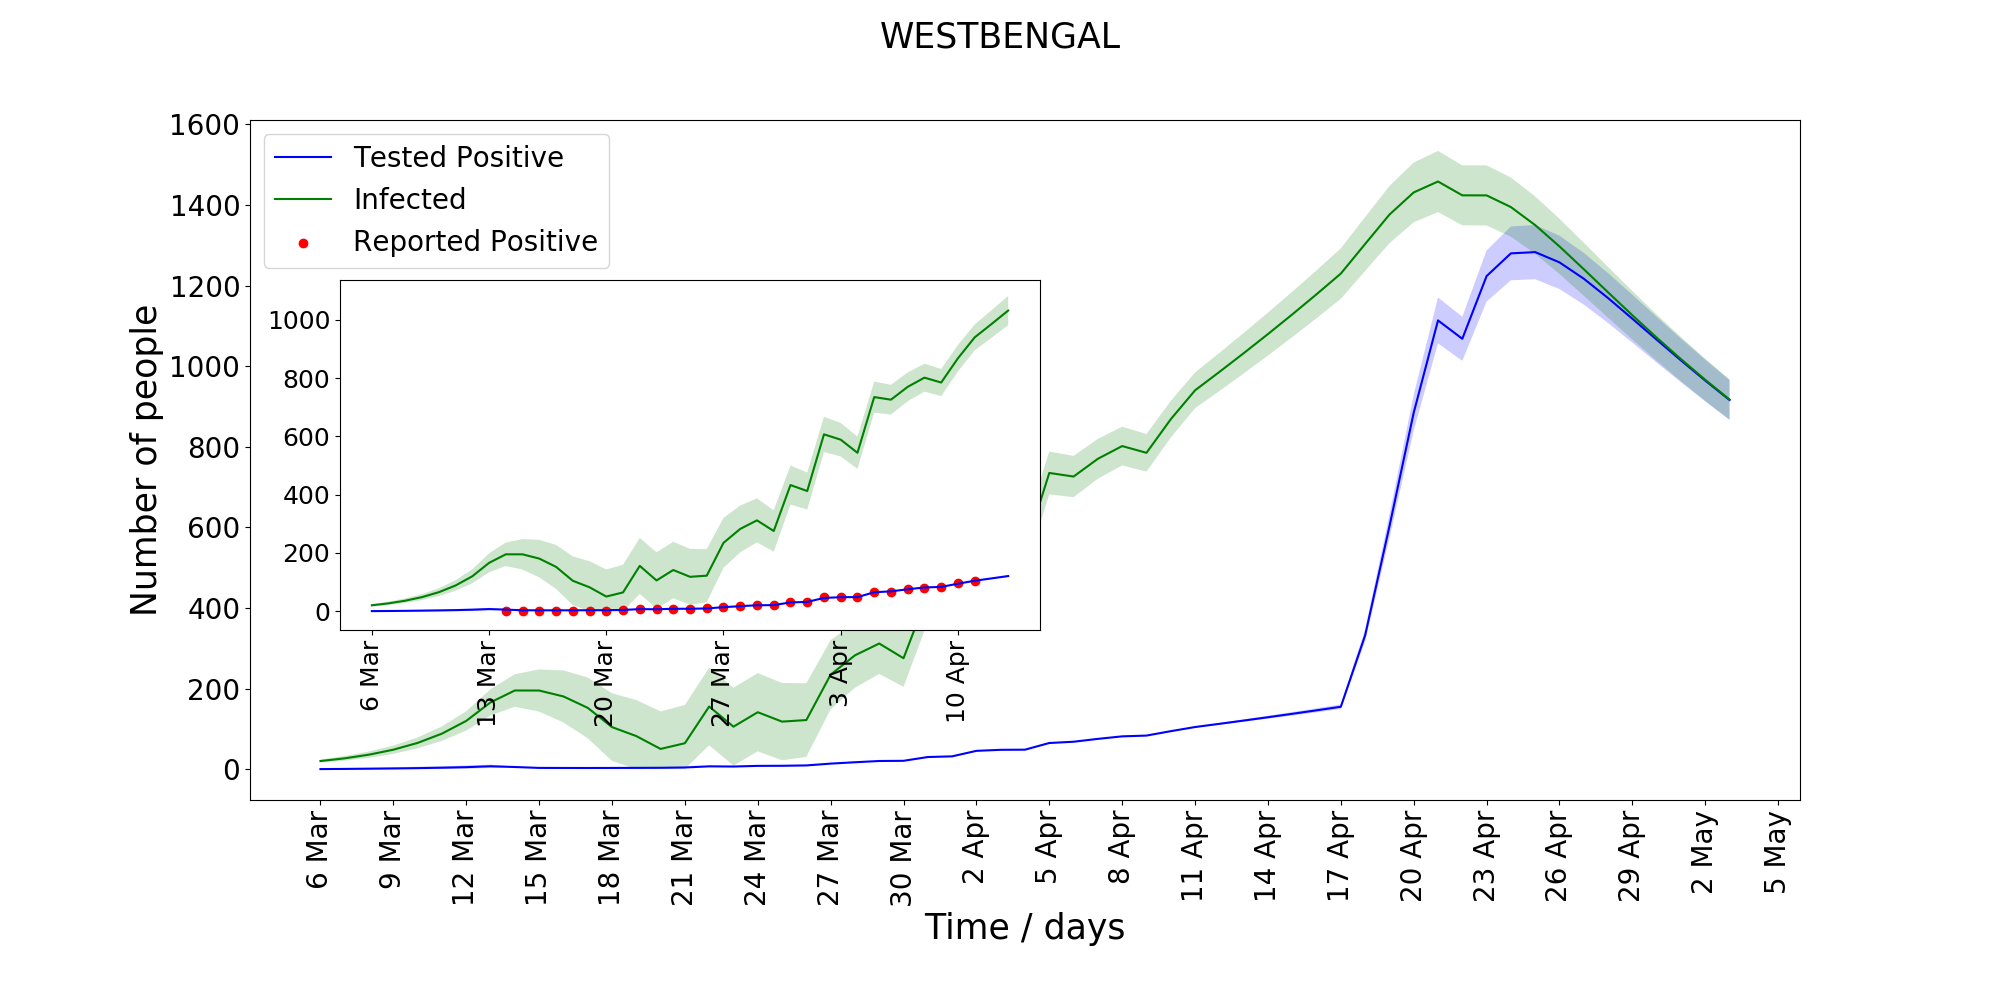 WESTBENGAL
1600
1400
1200
1000
800
600
400
200
0
Number of people
Tested Positive
Infected
Reported Positive
1000
800
600
400
200
0
6 Mar
13 Mar
20 Mar
27 Mar
3 Apr
10 Apr
6 Mar
9 Mar
12 Mar
15 Mar
18 Mar
21 Mar
24 Mar
27 Mar
30 Mar
2 Apr
5 Apr
8 Apr
11 Apr
14 Apr
17 Apr
20 Apr
23 Apr
26 Apr
29 Apr
2 May
5 May
Time / days